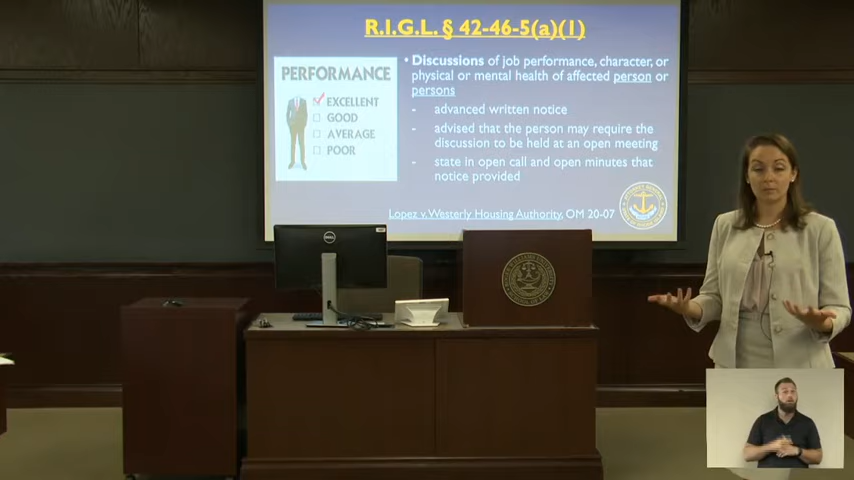 R.I.G.L. § 42-46-5(a)(1)
PERFORMANCE
EXCELLENT
GOOD
AVERAGE
POOR
• Discussions of job performance, character, or
physical or mental health of affected person or
persons
- advanced written notice
- advised that the person may require the
discussion to be held at an open meeting
- state in open call and open minutes that
notice provided
Lopez v. Westerly Housing Authority, OM 20-07
DELL